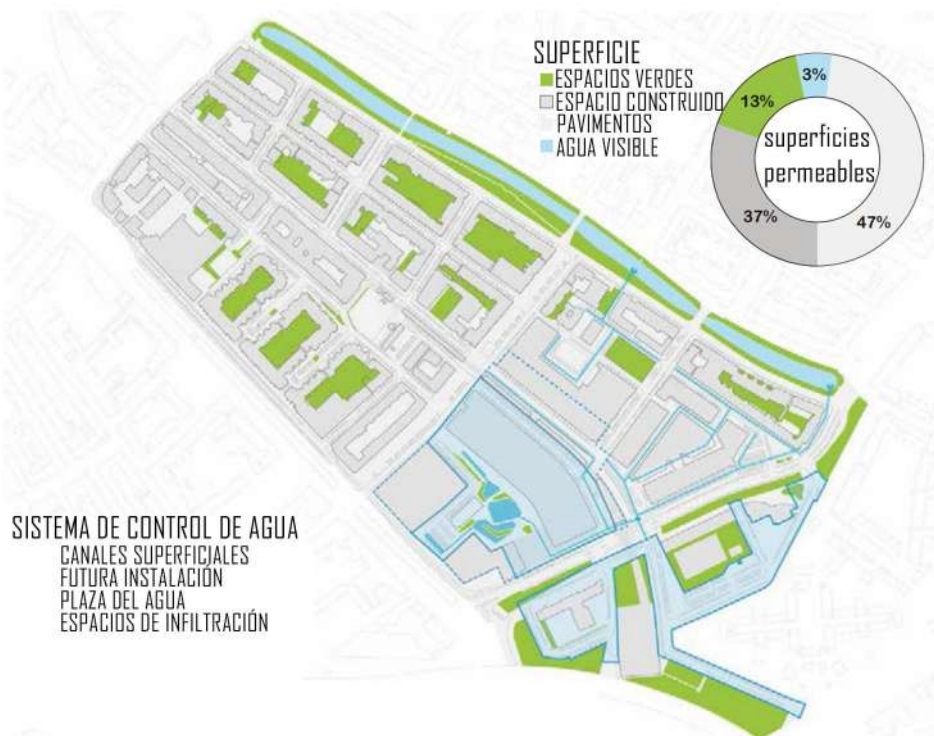 SUPERFICIE
ESPACIOS VERDES
ESPACIO CONSTRUIDO
PAVIMENTOS
AGUA VISIBLE
3%
13%
superficies
permeables
37%
47%
SISTEMA DE CONTROL DE AGUA
CANALES SUPERFICIALES
FUTURA INSTALACIÓN
PLAZA DEL AGUA
ESPACIOS DE INFILTRACIÓN